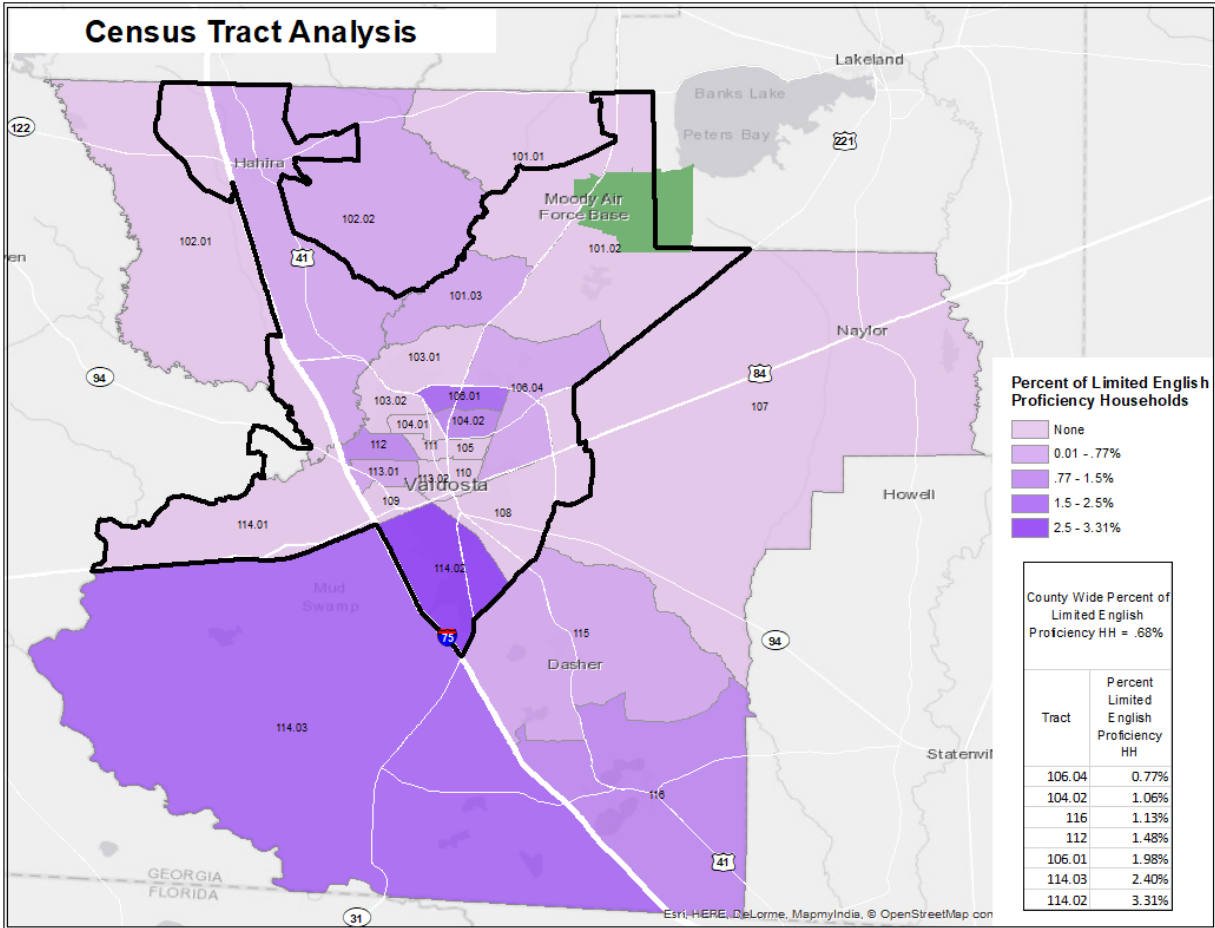 Census Tract Analysis
Lakeland
Banks Lake
122
Peters Bay
221
Hahira
101.01
Moody Air
Force Base
102.02
102.01
101.02
41
101.03
Naylor
103.01
84
94
106.04
103.02
106.01
107
104.01
104.02
112
111
105
113.01
113.02
110
Valdosta
109
108
Howell
114.01
114.02
Mud
Swamp
75
115
94
Dasher
114.03
116
41
GEORGIA
FLORIDA
31
Esri, HERE, DeLorme, MapmyIndia, © OpenStreetMap con
Percent of Limited English
Proficiency Households
None
0.01 - .77%
.77 - 1.5%
1.5 - 2.5%
2.5 - 3.31%
County Wide Percent of
Limited English
Proficiency HH = .68%
Tract
Percent
Limited
English
Proficiency
HH
106.04 0.77%
104.02 1.06%
116 1.13%
112 1.48%
106.01 1.98%
114.03 2.40%
114.02 3.31%